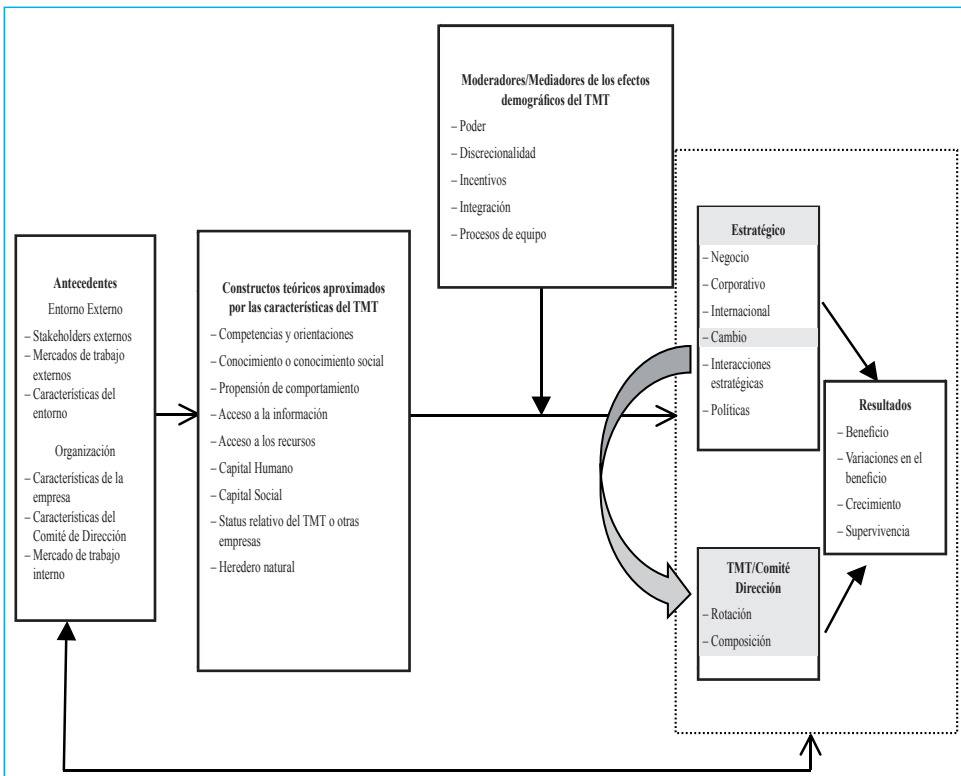 Antecedentes
Entorno Externo
– Stakeholders externos
– Mercados de trabajo
externos
– Características del
entorno
Organización
– Características de la
empresa
– Características del
Comité de Dirección
– Mercado de trabajo
interno
Constructos teóricos aproximados
por las características del TMT
– Competencias y orientaciones
– Conocimiento o conocimiento social
– Propensión de comportamiento
– Acceso a la información
– Acceso a los recursos
– Capital Humano
– Capital Social
– Status relativo del TMT o otras
empresas
– Heredero natural
Moderadores/Mediadores de los efectos
demográficos del TMT
– Poder
– Discrecionalidad
– Incentivos
– Integración
– Procesos de equipo
Estratégico
– Negocio
– Corporativo
– Internacional
– Cambio
– Interacciones
estratégicas
– Políticas
TMT/Comité
Dirección
– Rotación
– Composición
Resultados
– Beneficio
– Variaciones en el
beneficio
– Crecimiento
– Supervivencia